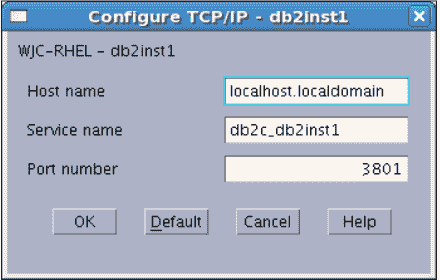 Configure TCP/IP - db2inst1
WJC-RHEL - db2inst1
Host name localhost.localdomain
Service name db2c_db2inst1
Port number 3801
OK Default Cancel Help